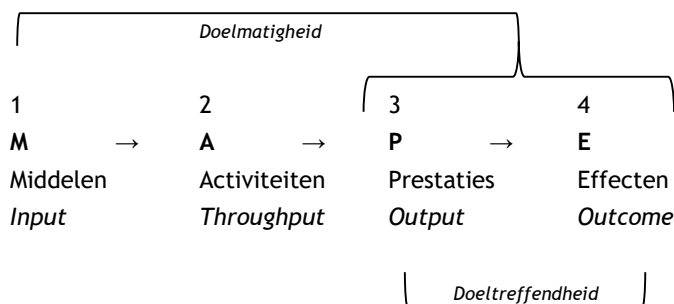 Doelmatigheid
1 2 3 4
M → A → P → E
Middelen Activiteiten Prestaties Effecten
Input Throughput Output Outcome
Doeltreffendheid